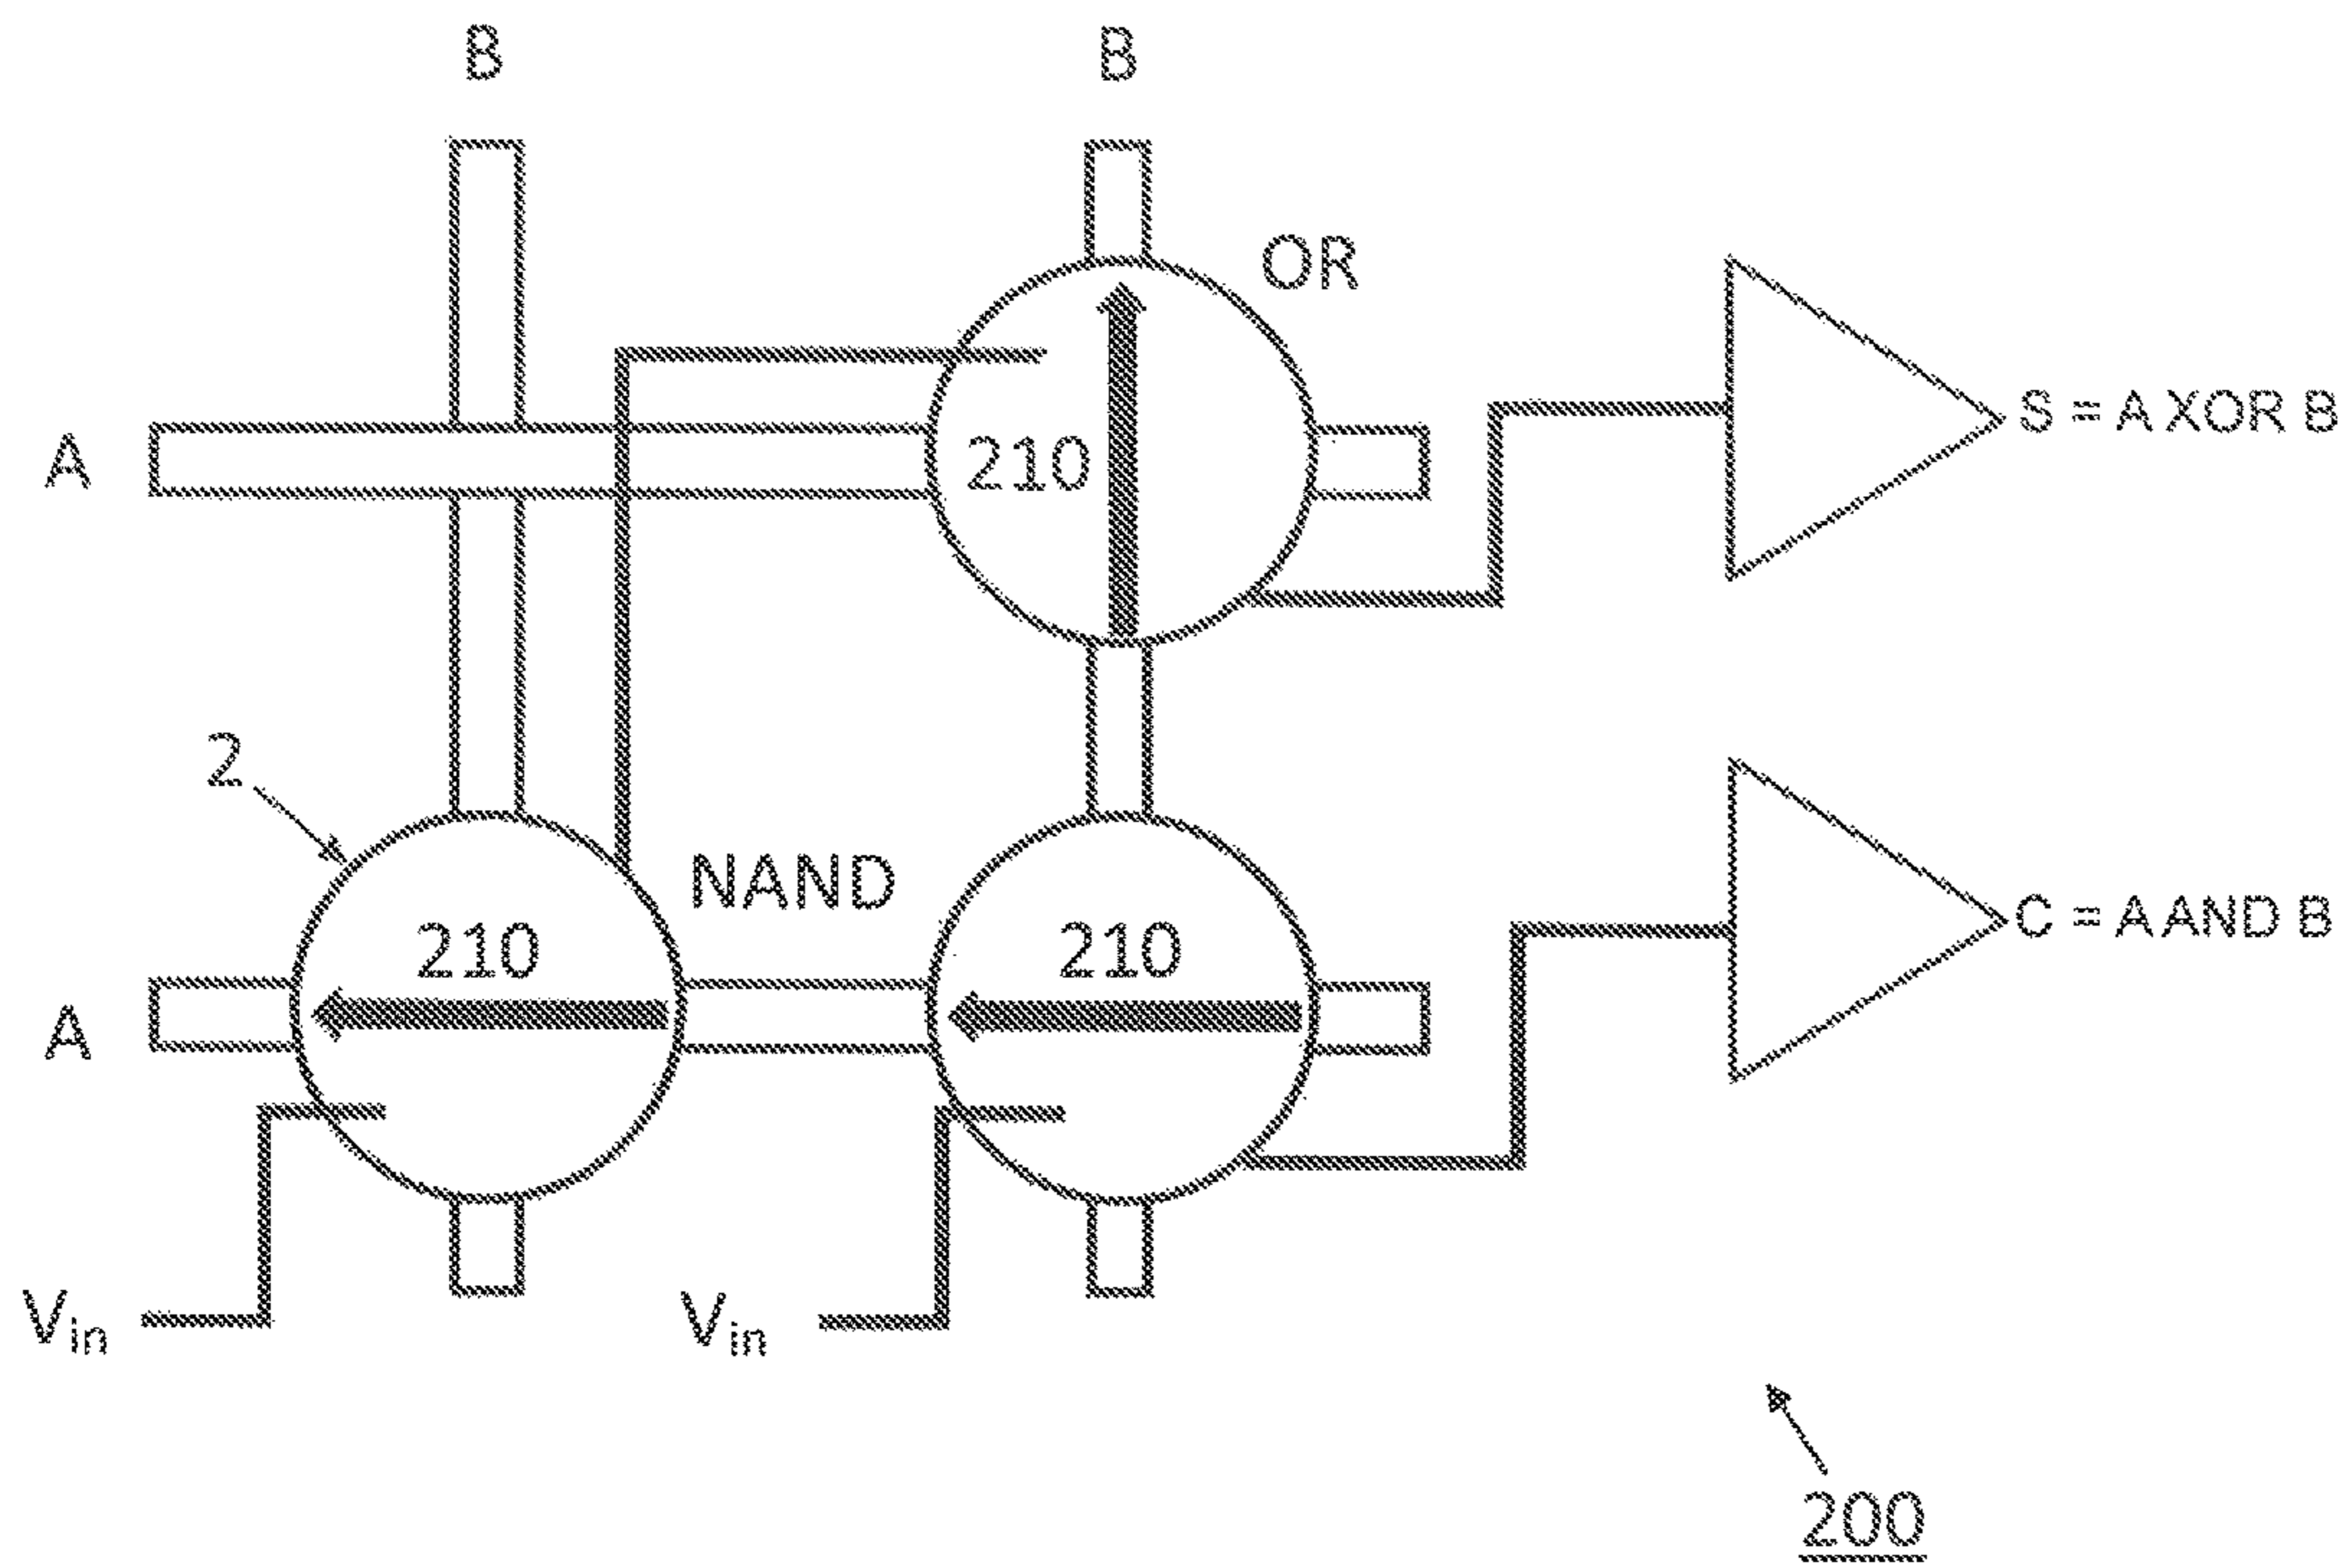 B B
OR
A 210 S = A XOR B
2
NAND
210 210 C = A AND B
A
Vin Vin
200